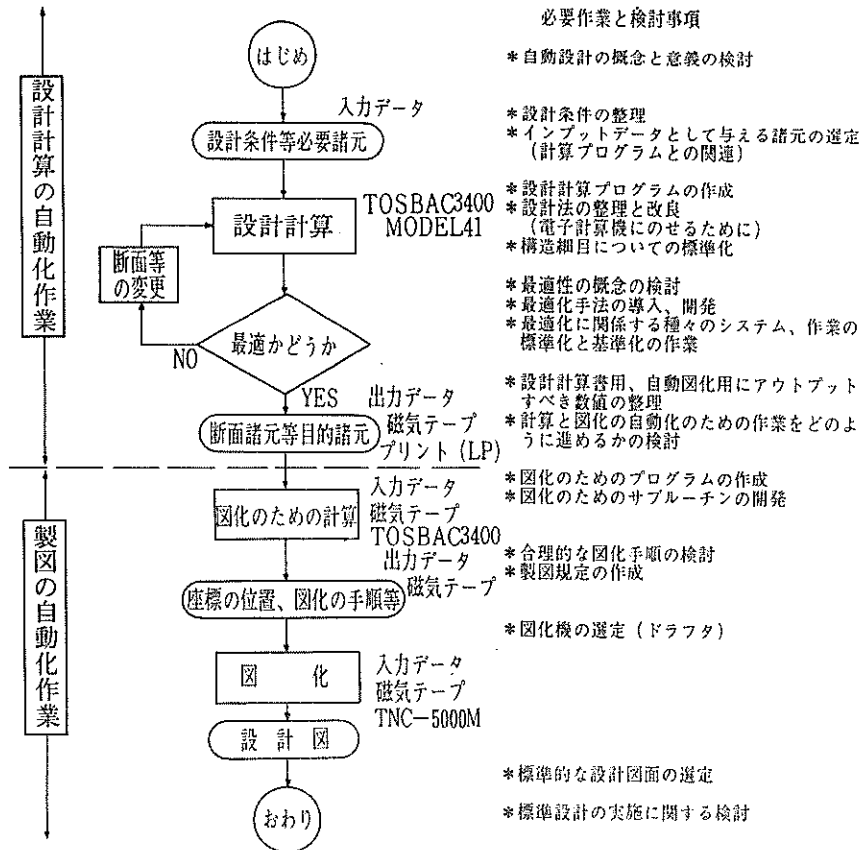 必要作業と検討事項
設計計算の自動化作業
製図の自動化作業
はじめ
入力データ
設計条件等必要諸元
設計計算
TOSBAC3400
MODEL41
断面等
の変更
最適かどうか
NO
YES
出力データ
磁気テープ
プリント(LP)
断面諸元等目的諸元
入力データ
磁気テープ
TOSBAC3400
図化のための計算
出力データ
磁気テープ
座標の位置、図化の手順等
図 化
入力データ
磁気テープ
TNC-5000M
設計図
おわり
*自動設計の概念と意義の検討
*設計条件の整理
*インプットデータとして与える諸元の選定
(計算プログラムとの関連)
*設計計算プログラムの作成
*設計法の整理と改良
(電子計算機にのせるために)
*構造細目についての標準化
*最適性の概念の検討
*最適化手法の導入、開発
*最適化に関係する種々のシステム、作業の
標準化と基準化の作業
*設計計算書用、自動図化用にアウトプット
すべき数値の整理
*計算と図化の自動化のための作業をどのよ
うに進めるかの検討
*図化のためのプログラムの作成
*図化のためのサブルーチンの開発
*合理的な図化手順の検討
*製図規定の作成
*図化機の選定(ドラフタ)
*標準的な設計図面の選定
*標準設計の実施に関する検討